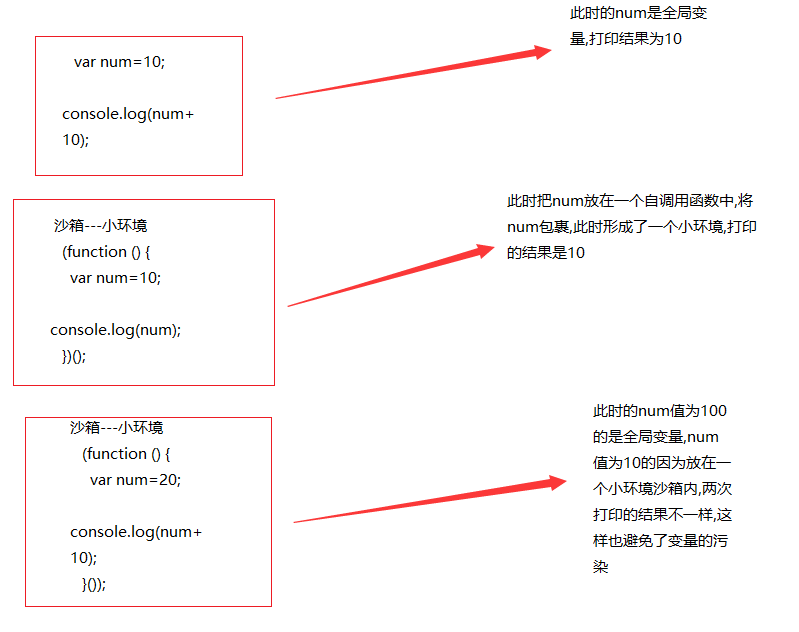 var num=10;
console.log(num+
10);
此时的num是全局变
量,打印结果为10
沙箱---小环境
(function () {
var num=10;
console.log(num);
})();
此时把num放在一个自调用函数中,将
num包裹,此时形成了一个小环境,打印
的结果是10
沙箱---小环境
(function () {
var num=20;
console.log(num+
10);
}());
此时的num值为100
的是全局变量,num
值为10的因为放在一
个小环境沙箱内,两次
打印的结果不一样,这
样也避免了变量的污
染